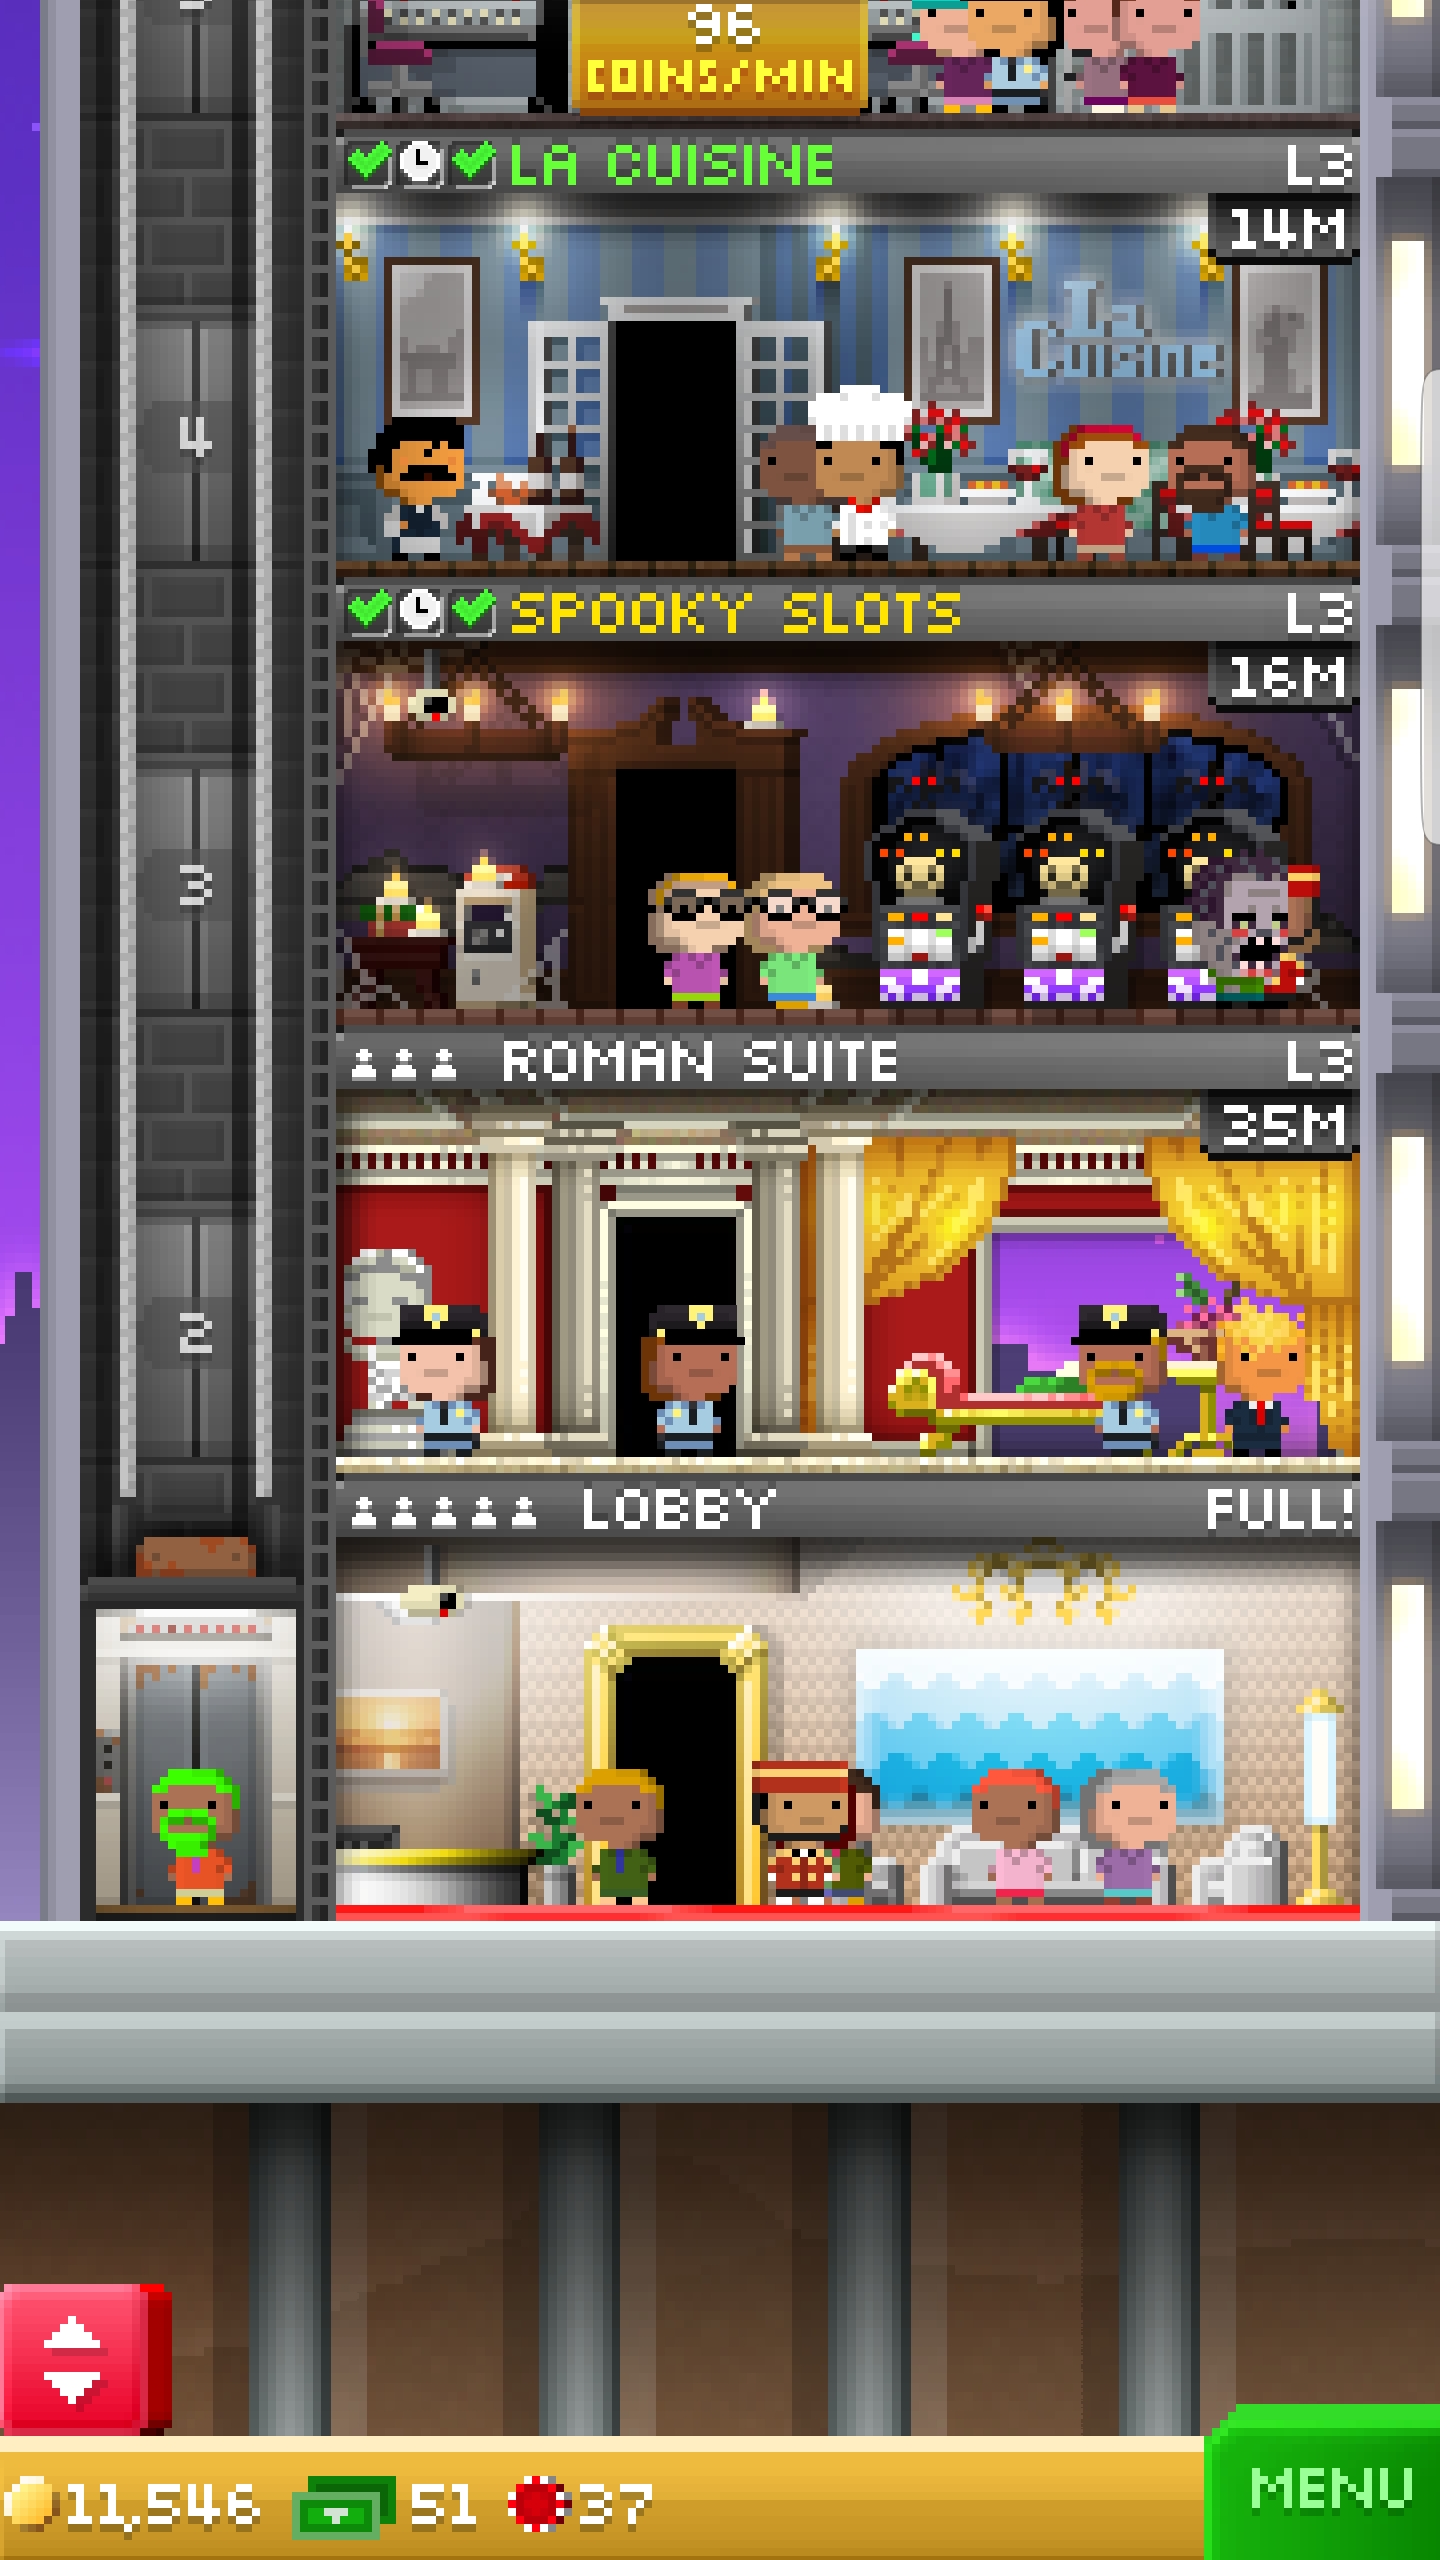 96
COINS/MIN
LA CUISINE L3
14M
La
Cuisine
4
SPOOKY SLOTS L3
16M
3
ROMAN SUITE L3
35M
2
LOBBY FULL!
11,546 51 37 MENU